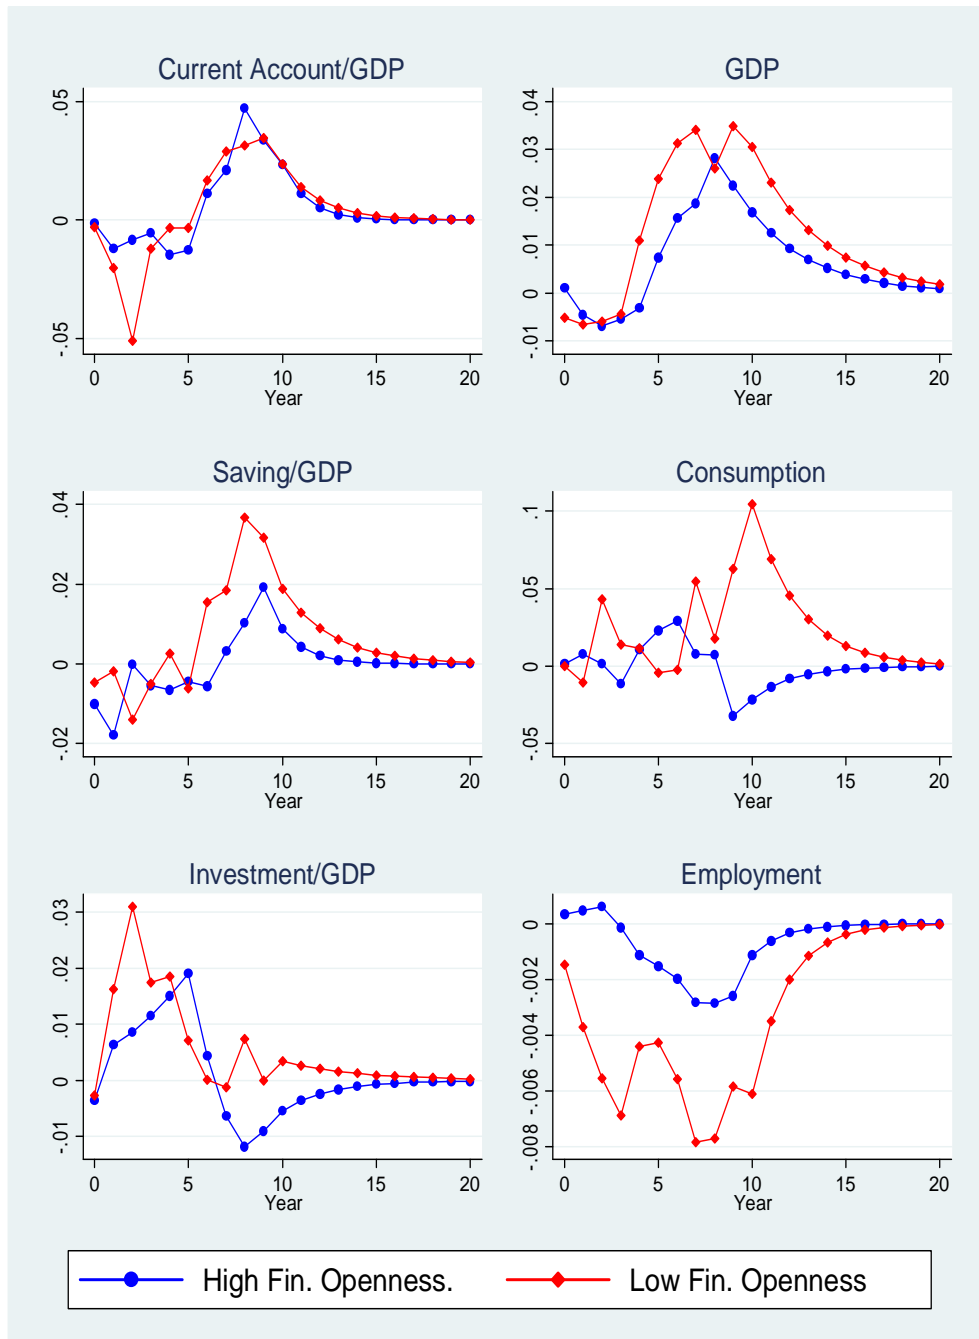 Current Account/GDP
.05
0
-.05
0 5 10 15 20
Year
GDP
.04
.03
.02
.01
0
-.01
0 5 10 15 20
Year
Saving/GDP
.04
.02
0
-.02
0 5 10 15 20
Year
Consumption
.1
.05
0
-.05
0 5 10 15 20
Year
Investment/GDP
.03
.02
.01
0
-.01
0 5 10 15 20
Year
Employment
0
-.002
-.004
-.006
-.008
0 5 10 15 20
Year
High Fin. Openness. Low Fin. Openness